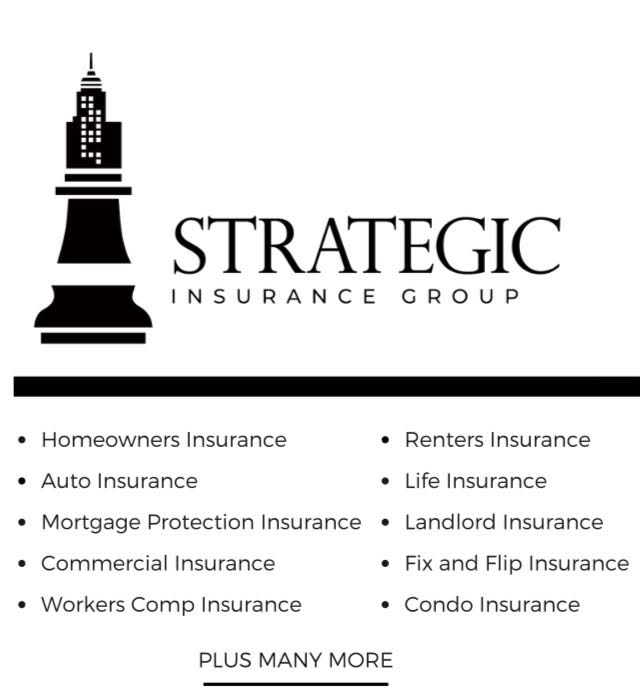 STRATEGIC
INSURANCE GROUP
• Homeowners Insurance
• Auto Insurance
• Mortgage Protection Insurance
• Commercial Insurance
• Workers Comp Insurance
• Renters Insurance
• Life Insurance
• Landlord Insurance
• Fix and Flip Insurance
• Condo Insurance
PLUS MANY MORE